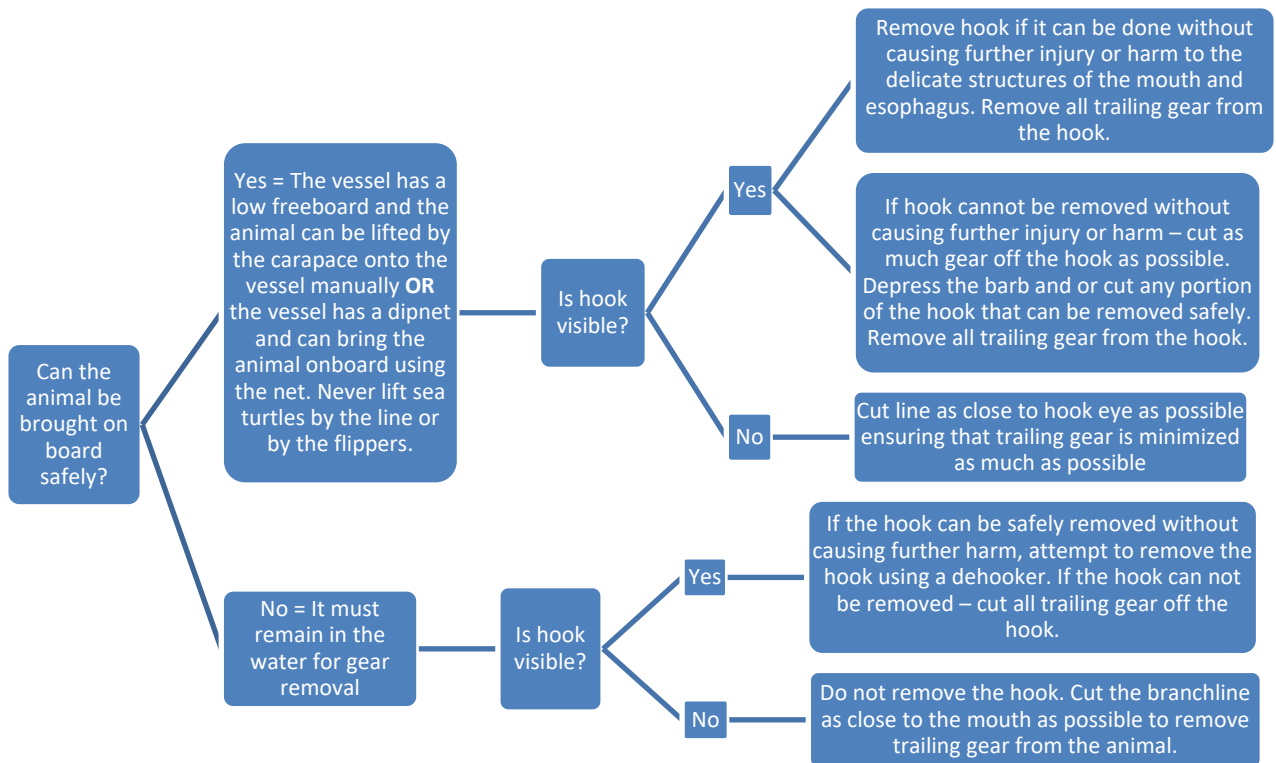 Can the
animal be
brought on
board
safely?
Yes = The vessel has a
low freeboard and the
animal can be lifted by
the carapace onto the
vessel manually OR
the vessel has a dipnet
and can bring the
animal onboard using
the net. Never lift sea
turtles by the line or
by the flippers.
Is hook
visible?
Yes
Remove hook if it can be done without
causing further injury or harm to the
delicate structures of the mouth and
esophagus. Remove all trailing gear from
the hook.
If hook cannot be removed without
causing further injury or harm – cut as
much gear off the hook as possible.
Depress the barb and or cut any portion
of the hook that can be removed safely.
Remove all trailing gear from the hook.
No
Cut line as close to hook eye as possible
ensuring that trailing gear is minimized
as much as possible
No = It must
remain in the
water for gear
removal
Is hook
visible?
Yes
If the hook can be safely removed without
causing further harm, attempt to remove the
hook using a dehooker. If the hook can not
be removed – cut all trailing gear off the
hook.
No
Do not remove the hook. Cut the branchline
as close to the mouth as possible to remove
trailing gear from the animal.